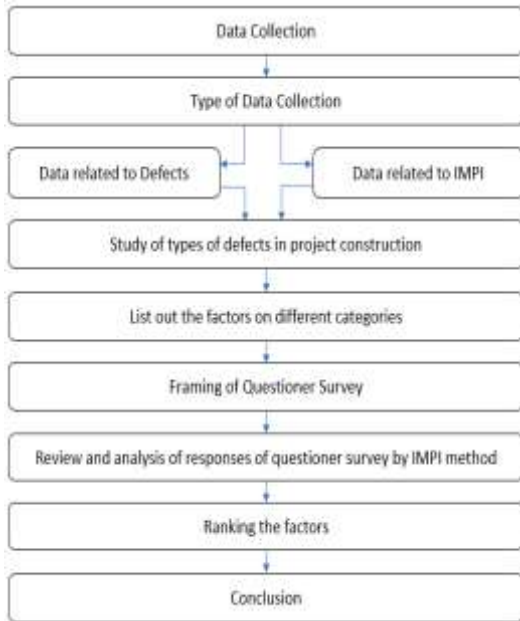 Data Collection
Type of Data Collection
Data related to Defects
Data related to IMPI
Study of types of defects in project construction
List out the factors on different categories
Framing of Questioner Survey
Review and analysis of responses of questioner survey by IMPI method
Ranking the factors
Conclusion